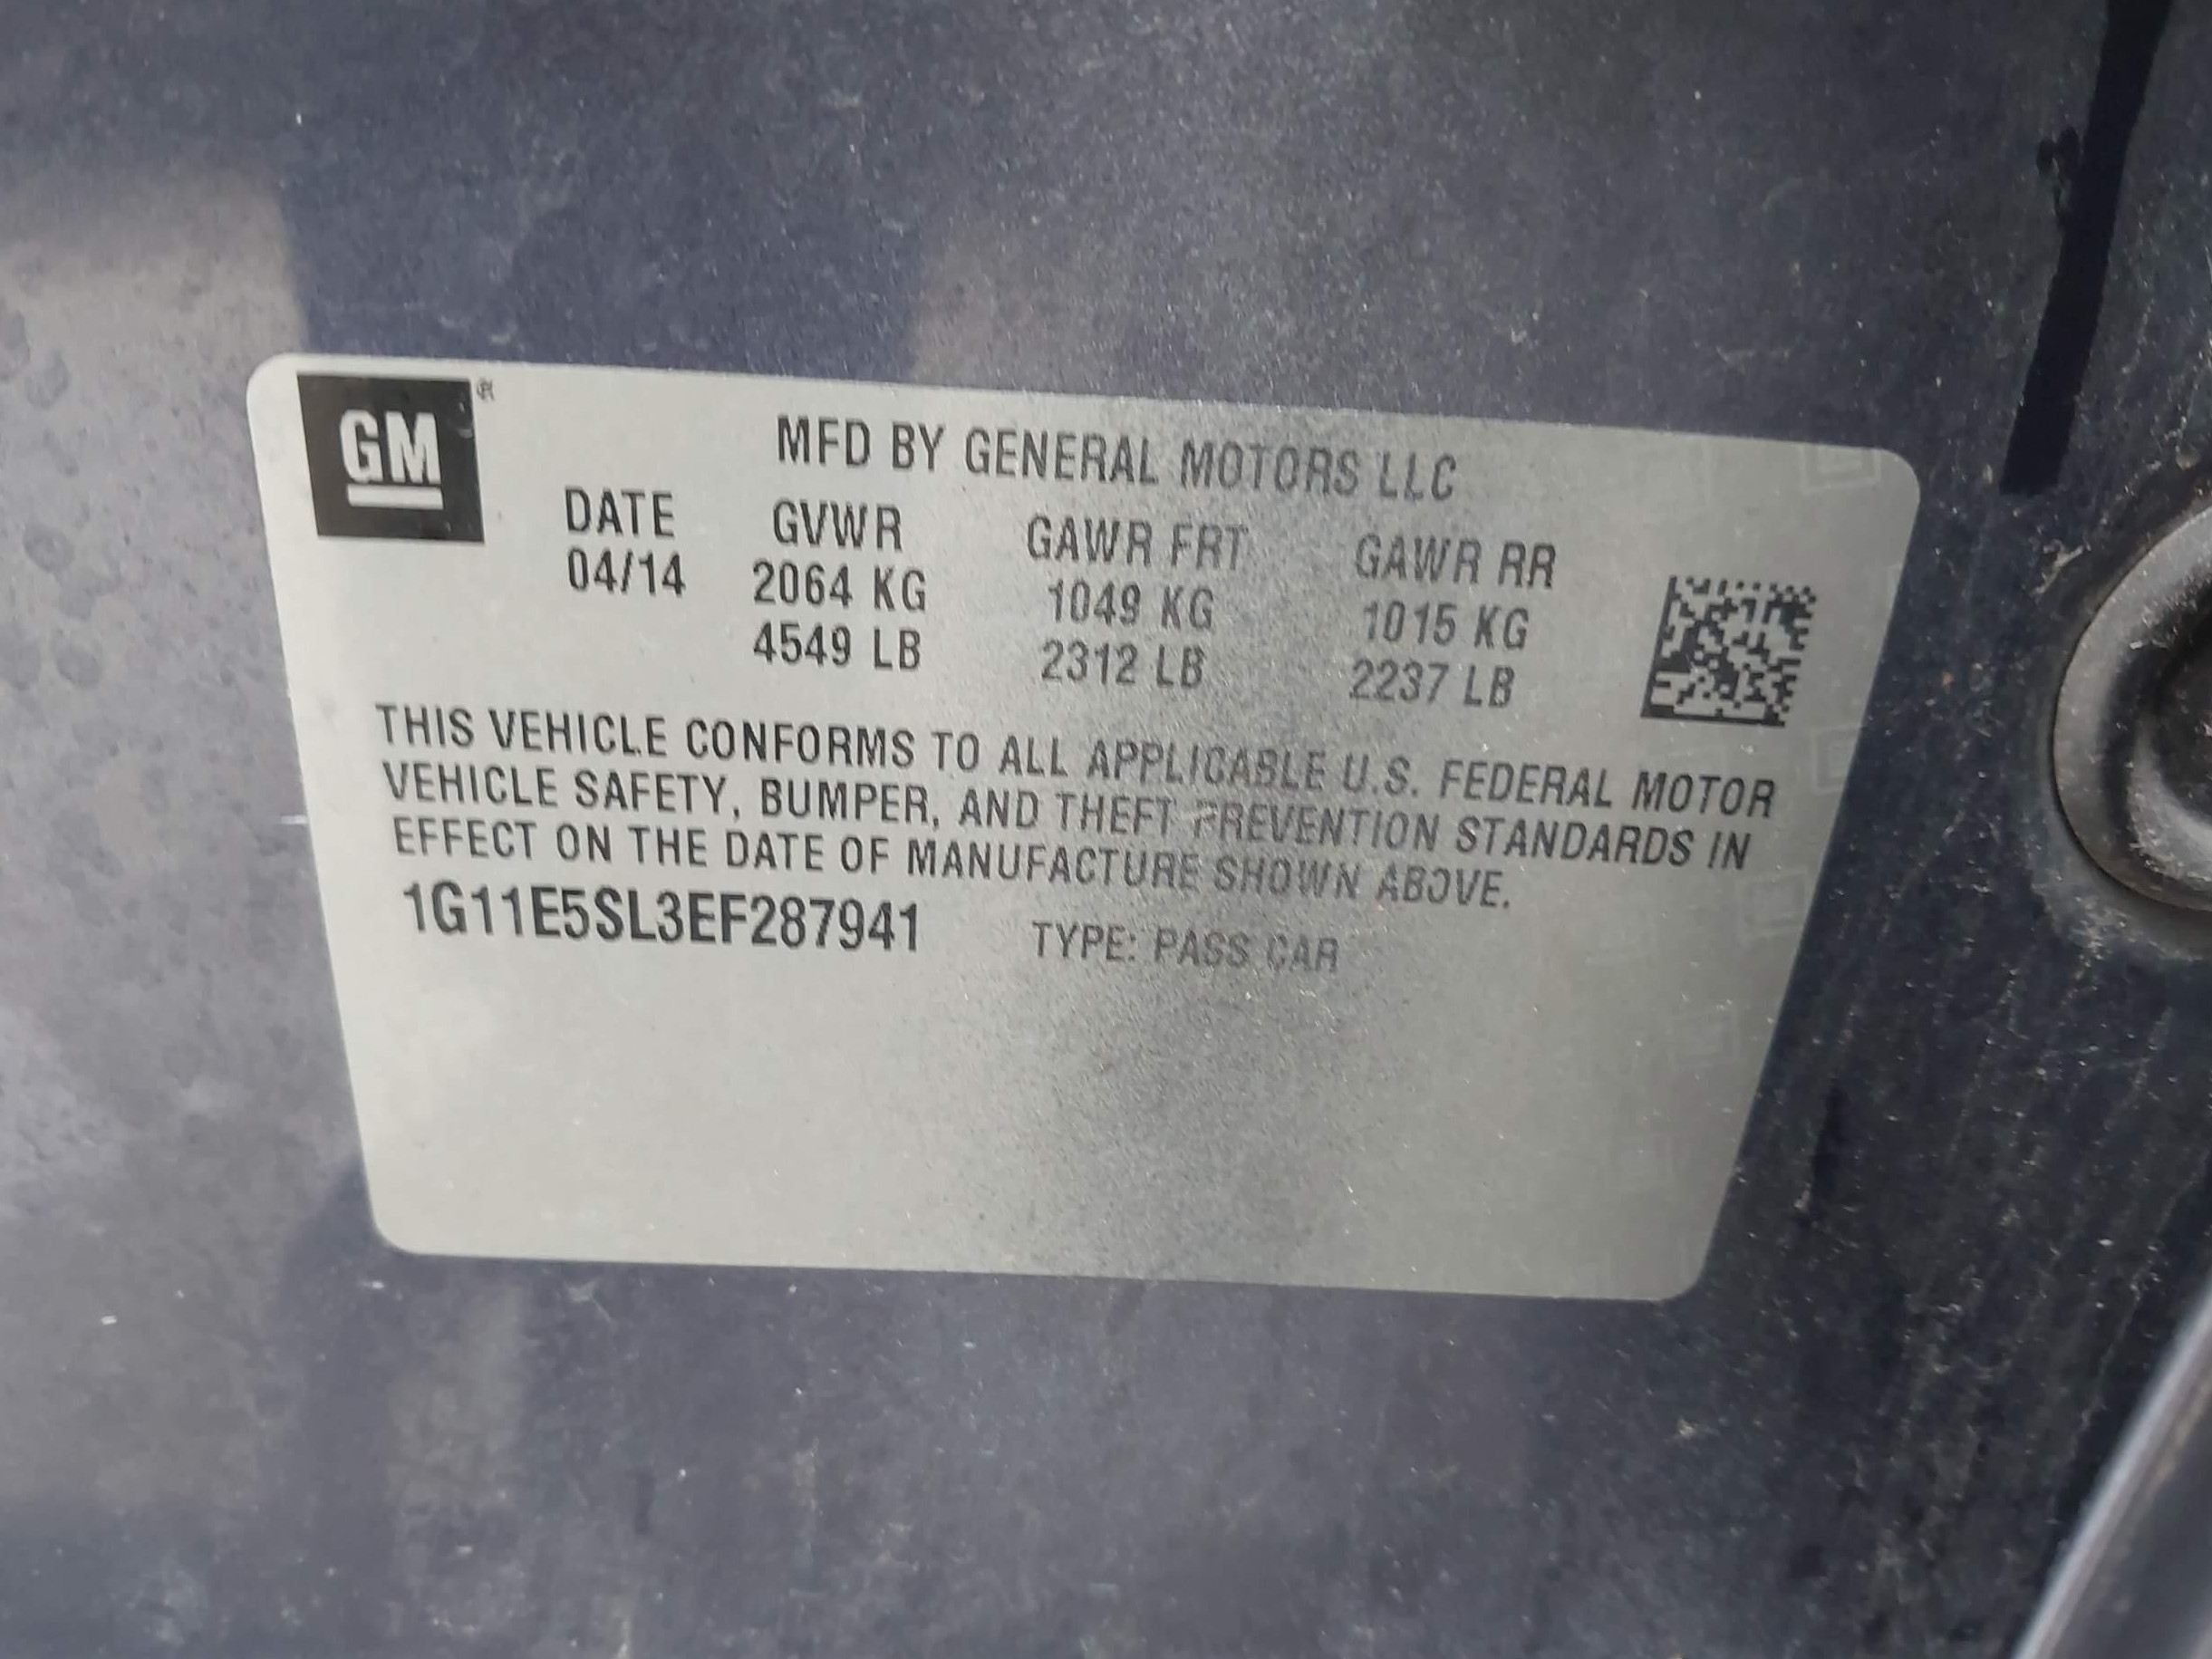 GM ®
MFD BY GENERAL MOTORS LLC
DATE GVWR GAWR FRT GAWR RR
04/14 2064 KG 1049 KG 1015 KG
4549 LB 2312 LB 2237 LB
THIS VEHICLE CONFORMS TO ALL APPLICABLE U.S. FEDERAL MOTOR
VEHICLE SAFETY, BUMPER, AND THEFT PREVENTION STANDARDS IN
EFFECT ON THE DATE OF MANUFACTURE SHOWN ABOVE.
1G11E5SL3EF287941 TYPE: PASS CAR